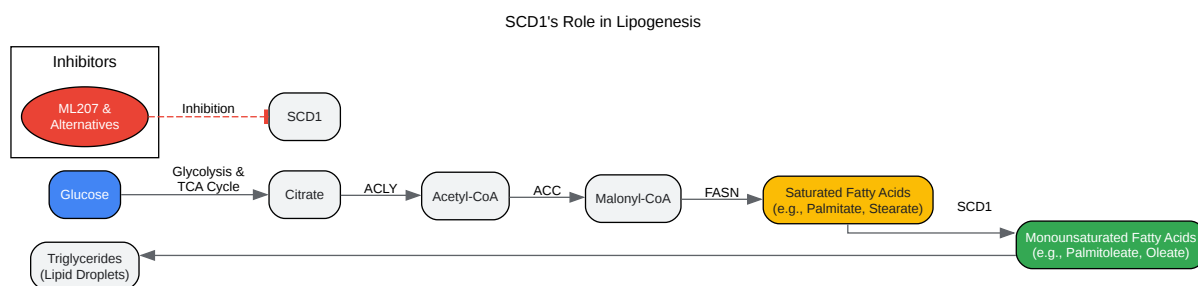 SCD1's Role in Lipogenesis
Inhibitors
ML207 &
Alternatives
Inhibition
SCD1
Glucose
Glycolysis &
TCA Cycle
Citrate
ACLY
Acetyl-CoA
ACC
Malonyl-CoA
FASN
Saturated Fatty Acids
(e.g., Palmitate, Stearate)
SCD1
Monounsaturated Fatty Acids
(e.g., Palmitoleate, Oleate)
Triglycerides
(Lipid Droplets)